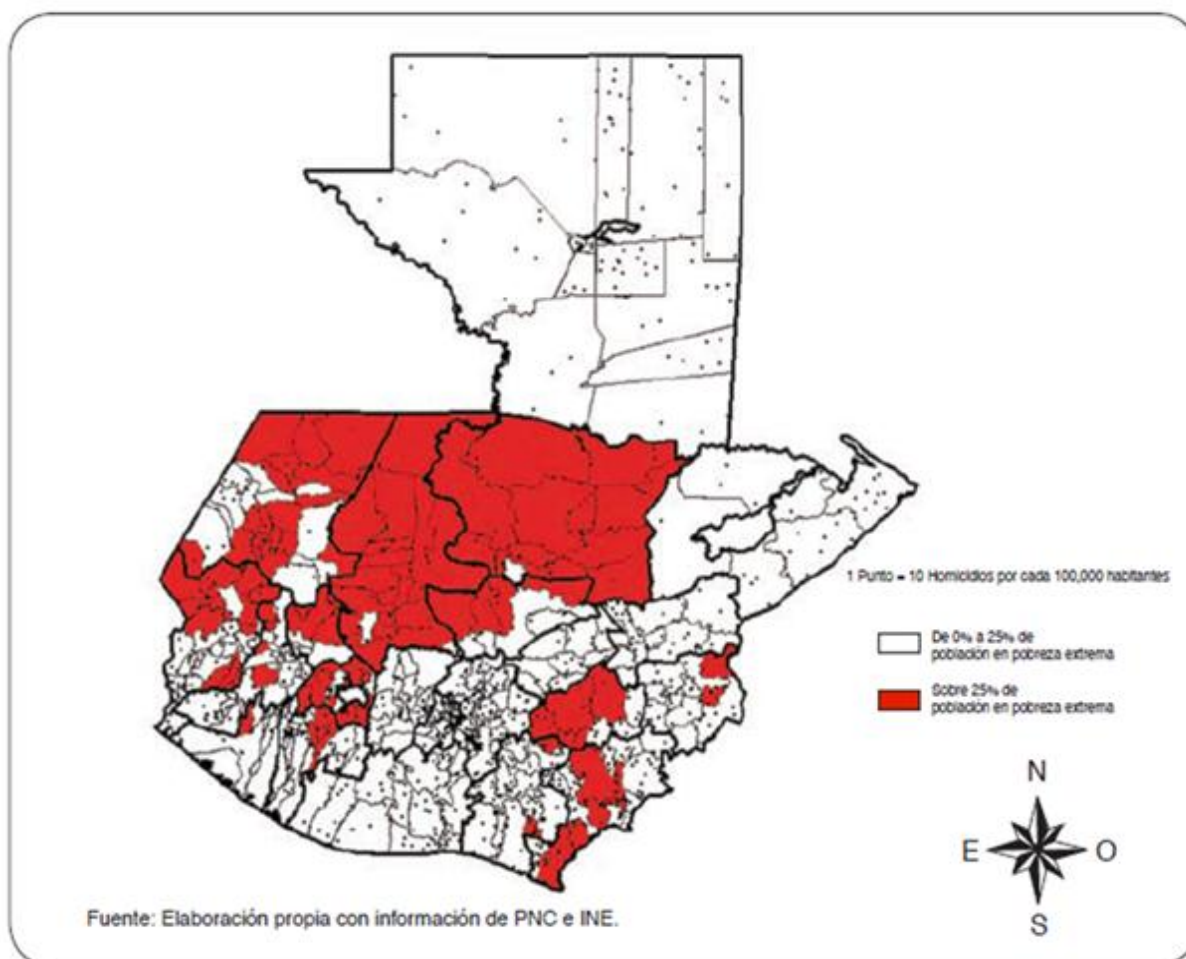 1 Punto = 10 Homicidios por cada 100,000 habitantes
De 0% a 25% de
población en pobreza extrema
Sobre 25% de
población en pobreza extrema
N
E O
S
Fuente: Elaboración propia con información de PNC e INE.